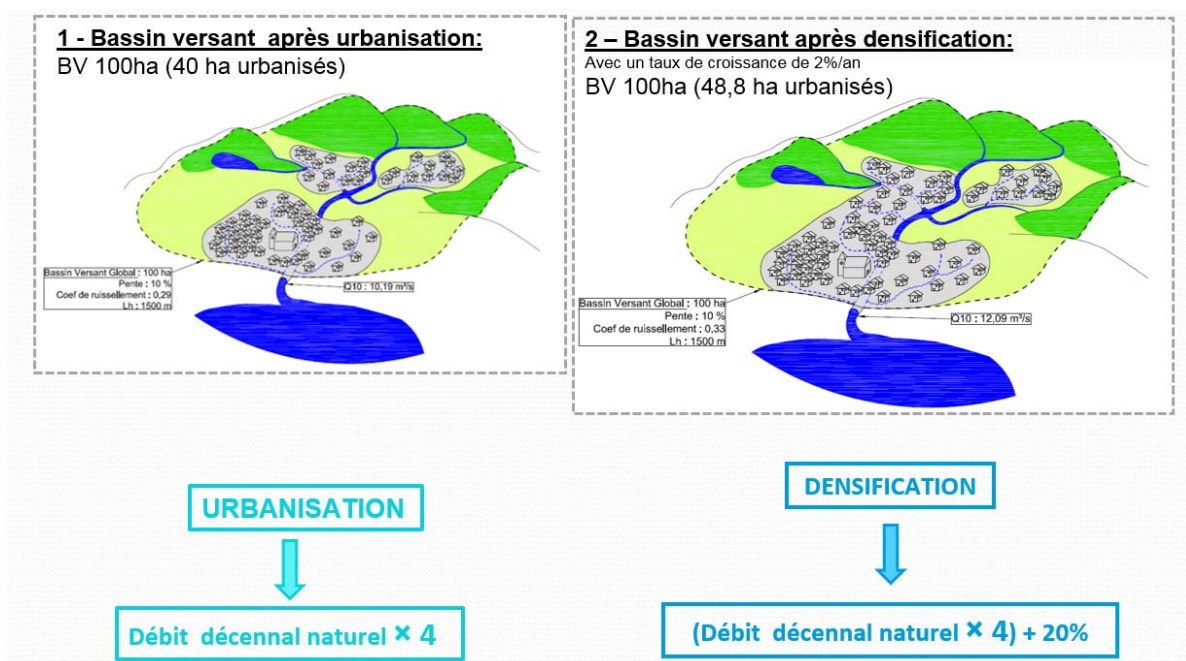 1 - Bassin versant après urbanisation:
BV 100ha (40 ha urbanisés)
Bassin Versant Global : 100 ha
Pente : 10 %
Coef de ruissellement : 0,29
Lh : 1500 m
Q10 : 10,19 m³/s
2 – Bassin versant après densification:
Avec un taux de croissance de 2%/an
BV 100ha (48,8 ha urbanisés)
Bassin Versant Global : 100 ha
Pente : 10 %
Coef de ruissellement : 0,33
Lh : 1500 m
Q10 : 12,09 m³/s
URBANISATION
Débit décennal naturel × 4
DENSIFICATION
(Débit décennal naturel × 4) + 20%